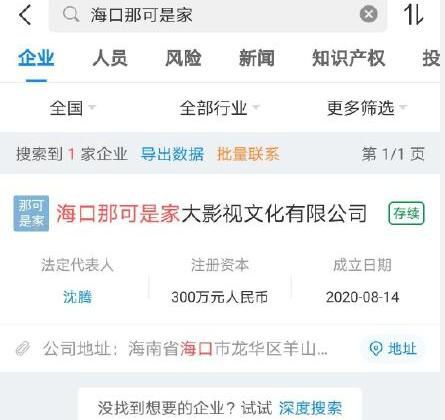 海口那可是家
企业 人员 风险 新闻 知识产权 投
全国 全部行业 更多筛选
搜索到 1 家企业 导出数据 批量联系 第 1/1 页
那可是家
海口那可是家大影视文化有限公司 存续
法定代表人 注册资本 成立日期
沈腾 300万元人民币 2020-08-14
公司地址：海南省海口市龙华区羊山... 地址
没找到想要的企业？试试 深度搜索